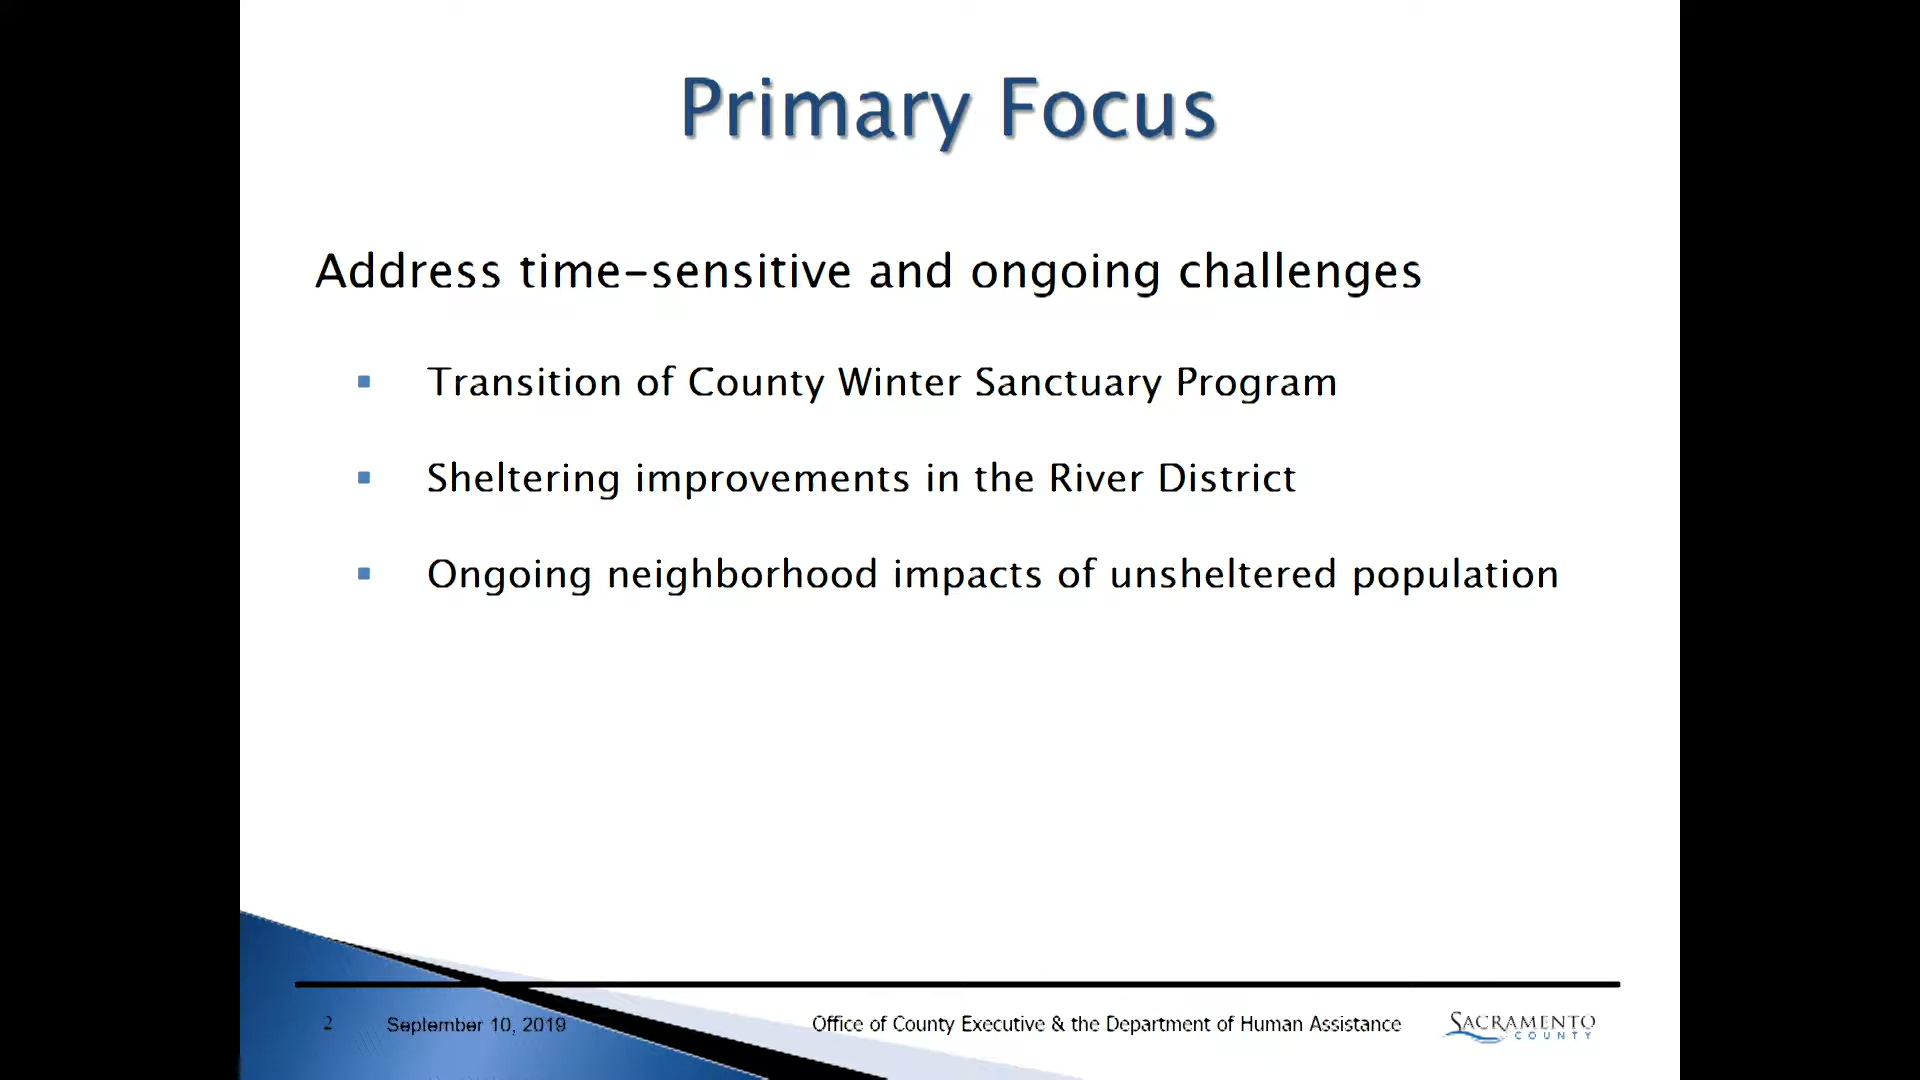 Primary Focus
Address time-sensitive and ongoing challenges
Transition of County Winter Sanctuary Program
Sheltering improvements in the River District
Ongoing neighborhood impacts of unsheltered population
2 September 10, 2019 Office of County Executive & the Department of Human Assistance
SACRAMENTO
COUNTY